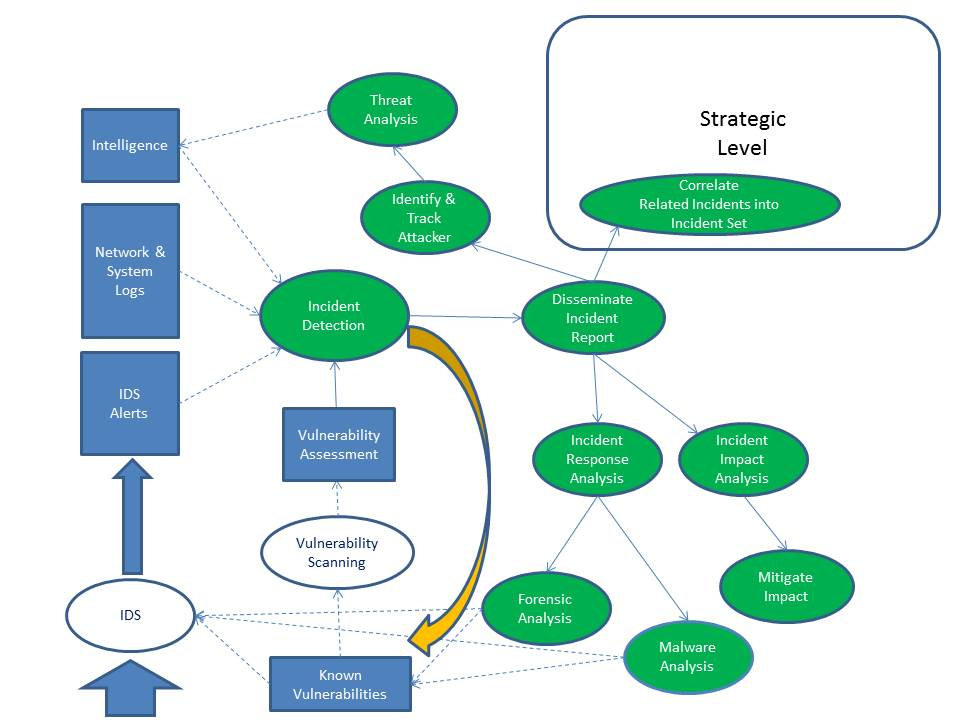 Strategic
Level
Threat
Analysis
Intelligence
Correlate
Related Incidents into
Incident Set
Identify &
Track
Attacker
Network &
System
Logs
Incident
Detection
Disseminate
Incident
Report
IDS
Alerts
Vulnerability
Assessment
Incident
Response
Analysis
Incident
Impact
Analysis
Vulnerability
Scanning
Mitigate
Impact
Forensic
Analysis
IDS
Malware
Analysis
Known
Vulnerabilities